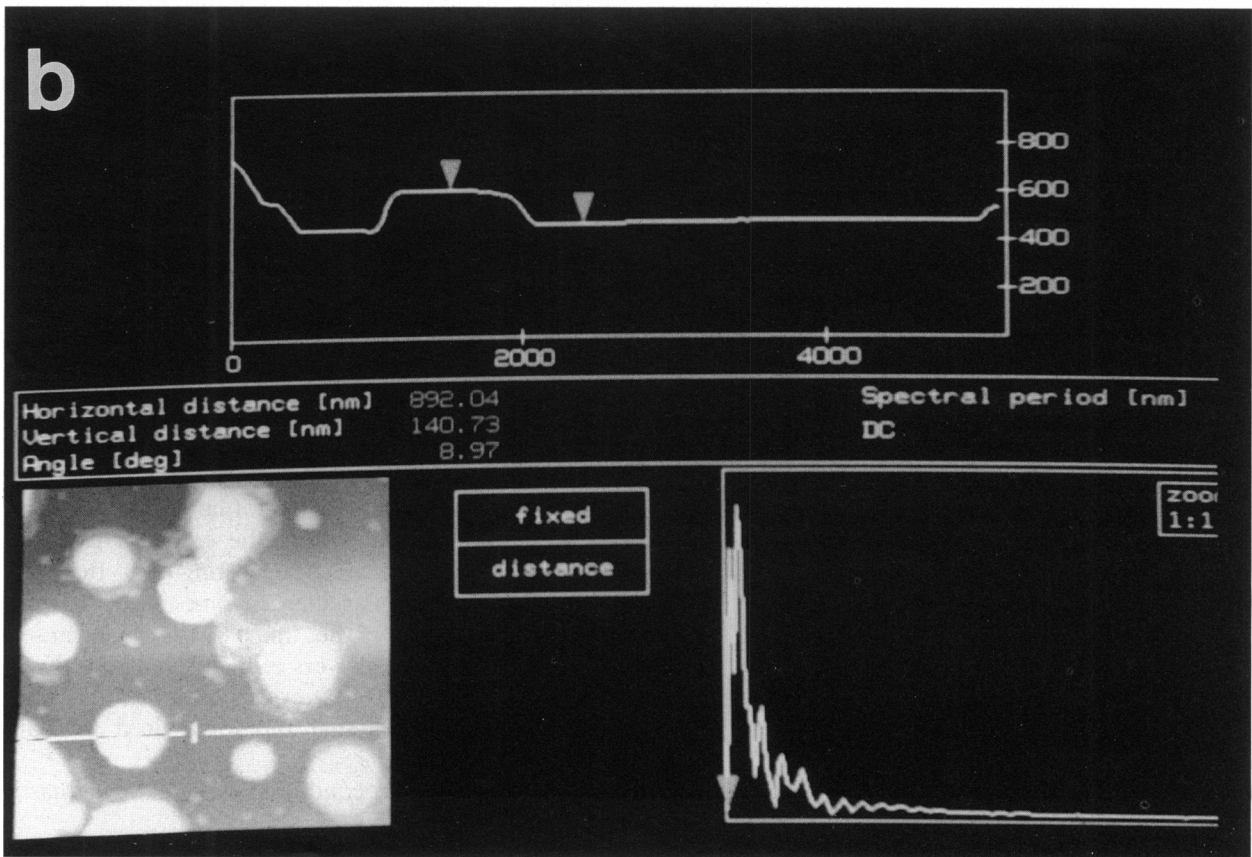 b
800
600
400
200
0 2000 4000
Horizontal distance [nm] 892.04
Vertical distance [nm] 140.73
Angle [deg] 8.97
Spectral period [nm]
DC
fixed
distance
zoo
1:1